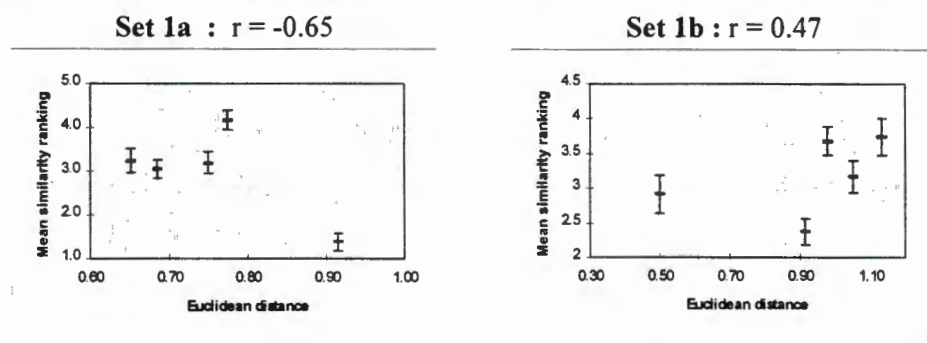 Set 1a : r = -0.65
5.0
4.0
3.0
2.0
1.0
Mean similarity ranking
0.60 0.70 0.80 0.90 1.00
Euclidean distance
Set 1b : r = 0.47
4.5
4
3.5
3
2.5
2
Mean similarity ranking
0.30 0.50 0.70 0.90 1.10
Euclidean distance